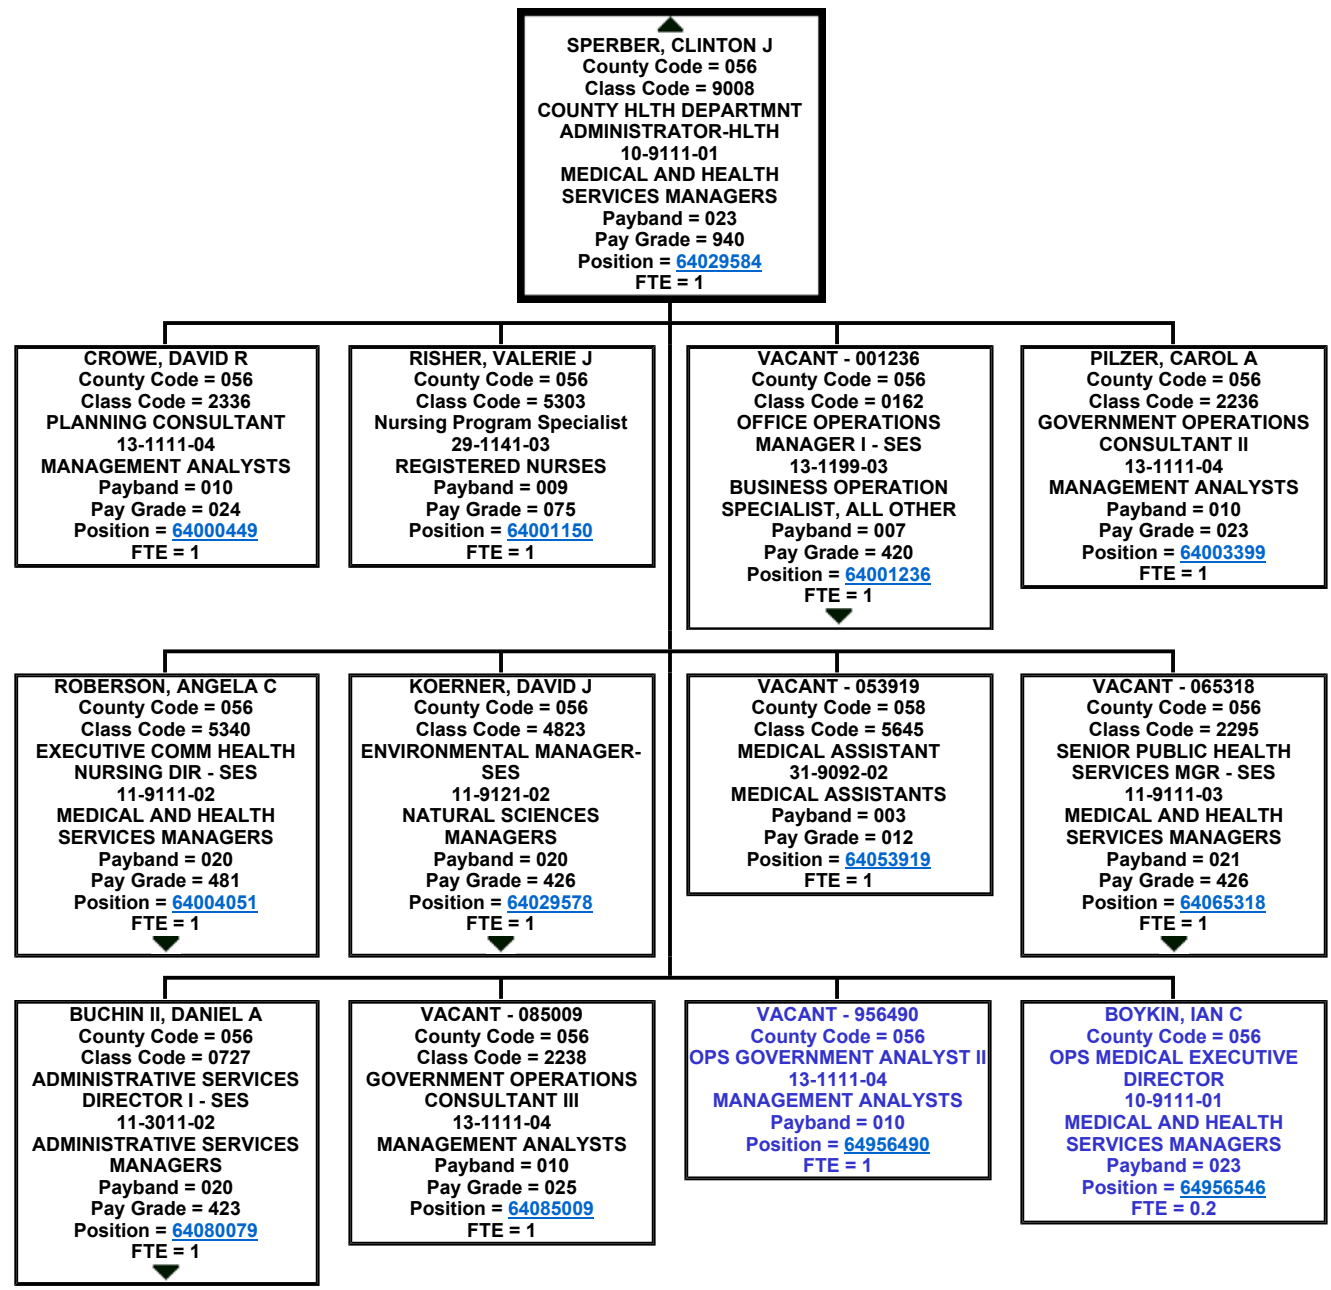 SPERBER, CLINTON J
County Code = 056
Class Code = 9008
COUNTY HLTH DEPARTMNT
ADMINISTRATOR-HLTH
10-9111-01
MEDICAL AND HEALTH
SERVICES MANAGERS
Payband = 023
Pay Grade = 940
Position = 64029584
FTE = 1
CROWE, DAVID R
County Code = 056
Class Code = 2336
PLANNING CONSULTANT
13-1111-04
MANAGEMENT ANALYSTS
Payband = 010
Pay Grade = 024
Position = 64000449
FTE = 1
RISHER, VALERIE J
County Code = 056
Class Code = 5303
Nursing Program Specialist
29-1141-03
REGISTERED NURSES
Payband = 009
Pay Grade = 075
Position = 64001150
FTE = 1
VACANT - 001236
County Code = 056
Class Code = 0162
OFFICE OPERATIONS
MANAGER I - SES
13-1199-03
BUSINESS OPERATION
SPECIALIST, ALL OTHER
Payband = 007
Pay Grade = 420
Position = 64001236
FTE = 1
PILZER, CAROL A
County Code = 056
Class Code = 2236
GOVERNMENT OPERATIONS
CONSULTANT II
13-1111-04
MANAGEMENT ANALYSTS
Payband = 010
Pay Grade = 023
Position = 64003399
FTE = 1
ROBERSON, ANGELA C
County Code = 056
Class Code = 5340
EXECUTIVE COMM HEALTH
NURSING DIR - SES
11-9111-02
MEDICAL AND HEALTH
SERVICES MANAGERS
Payband = 020
Pay Grade = 481
Position = 64004051
FTE = 1
KOERNER, DAVID J
County Code = 056
Class Code = 4823
ENVIRONMENTAL MANAGER-
SES
11-9121-02
NATURAL SCIENCES
MANAGERS
Payband = 020
Pay Grade = 426
Position = 64029578
FTE = 1
VACANT - 053919
County Code = 058
Class Code = 5645
MEDICAL ASSISTANT
31-9092-02
MEDICAL ASSISTANTS
Payband = 003
Pay Grade = 012
Position = 64053919
FTE = 1
VACANT - 065318
County Code = 056
Class Code = 2295
SENIOR PUBLIC HEALTH
SERVICES MGR - SES
11-9111-03
MEDICAL AND HEALTH
SERVICES MANAGERS
Payband = 021
Pay Grade = 426
Position = 64065318
FTE = 1
BUCHIN II, DANIEL A
County Code = 056
Class Code = 0727
ADMINISTRATIVE SERVICES
DIRECTOR I - SES
11-3011-02
ADMINISTRATIVE SERVICES
MANAGERS
Payband = 020
Pay Grade = 423
Position = 64080079
FTE = 1
VACANT - 085009
County Code = 056
Class Code = 2238
GOVERNMENT OPERATIONS
CONSULTANT III
13-1111-04
MANAGEMENT ANALYSTS
Payband = 010
Pay Grade = 025
Position = 64085009
FTE = 1
VACANT - 956490
County Code = 056
OPS GOVERNMENT ANALYST II
13-1111-04
MANAGEMENT ANALYSTS
Payband = 010
Position = 64956490
FTE = 1
BOYKIN, IAN C
County Code = 056
OPS MEDICAL EXECUTIVE
DIRECTOR
10-9111-01
MEDICAL AND HEALTH
SERVICES MANAGERS
Payband = 023
Position = 64956546
FTE = 0.2